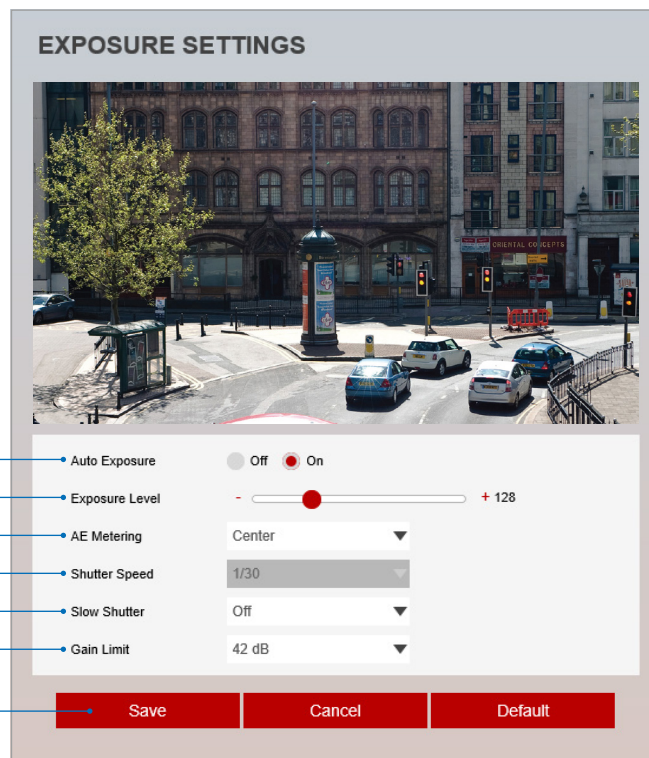 EXPOSURE SETTINGS
ORIENTAL CONCEPTS
Auto Exposure Off On
Exposure Level - + 128
AE Metering Center
Shutter Speed 1/30
Slow Shutter Off
Gain Limit 42 dB
Save Cancel Default